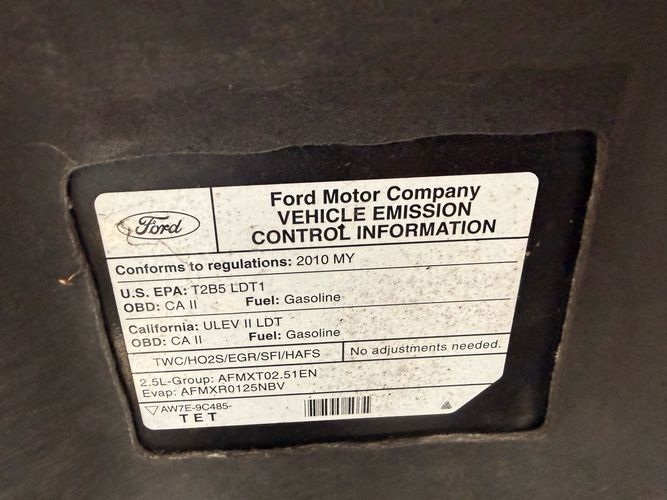 Ford
Ford Motor Company
VEHICLE EMISSION
CONTROL INFORMATION
Conforms to regulations: 2010 MY
U.S. EPA: T2B5 LDT1
OBD: CA II Fuel: Gasoline
California: ULEV II LDT
OBD: CA II Fuel: Gasoline
TWC/HO2S/EGR/SFI/HAFS No adjustments needed.
2.5L-Group: AFMXT02.51EN
Evap: AFMXR0125NBV
AW7E-9C485-
TET